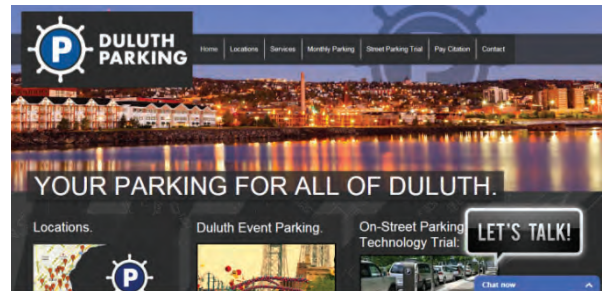 P
DULUTH
PARKING
Home
Locations
Services
Monthly Parking
Street Parking Trial
Pay Citation
Contact
YOUR PARKING FOR ALL OF DULUTH.
Locations.
Duluth Event Parking.
On-Street Parking
Technology Trial:
LET'S TALK!
P
Chat now